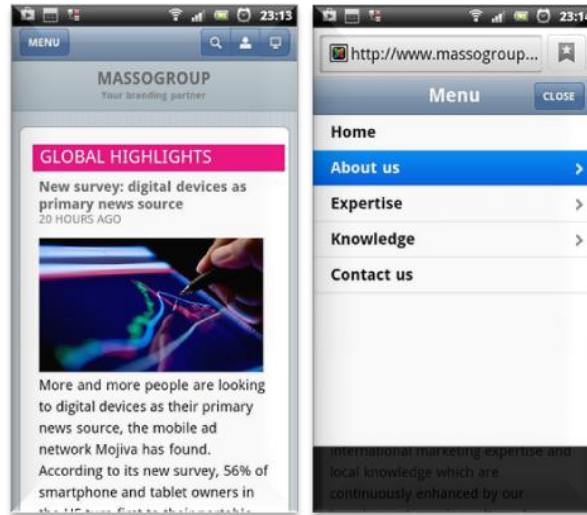 23:13
MENU
MASSOGROUP
Your branding partner
GLOBAL HIGHLIGHTS
New survey: digital devices as
primary news source
20 HOURS AGO
More and more people are looking
to digital devices as their primary
news source, the mobile ad
network Mojiva has found.
According to its new survey, 56% of
smartphone and tablet owners in
23:14
http://www.massogroup...
Menu
CLOSE
Home
About us
Expertise
Knowledge
Contact us
international marketing expertise and
local knowledge which are
continuously enhanced by our